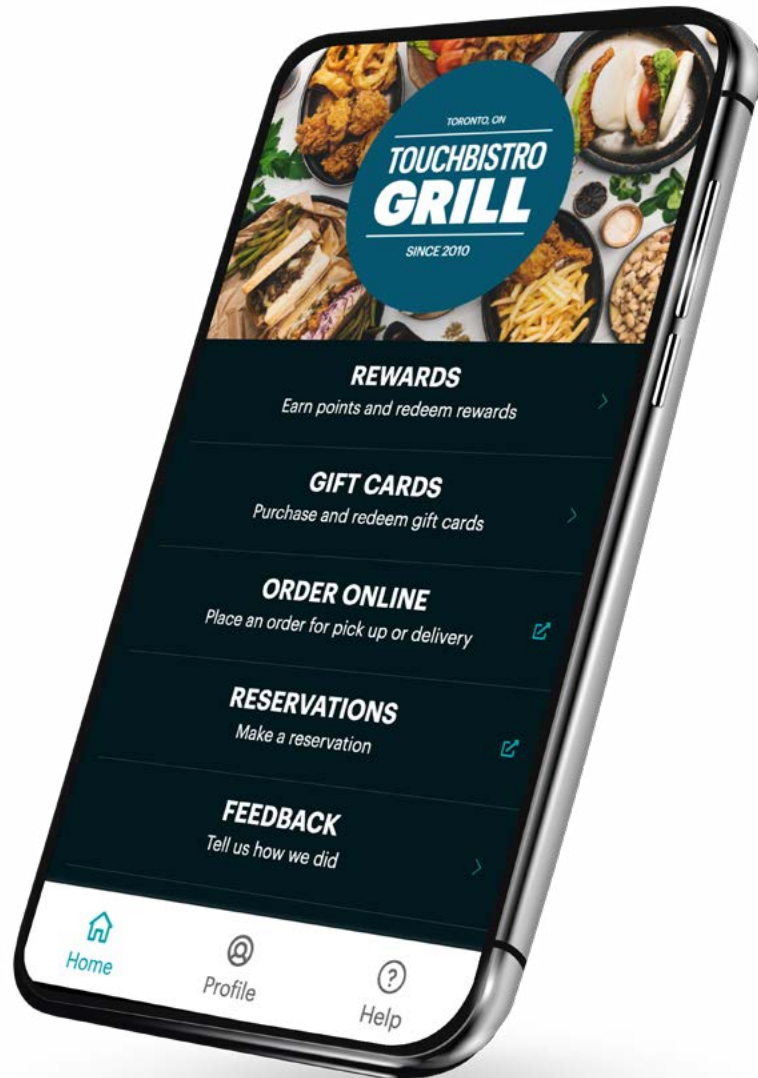 TORONTO, ON
TOUCHBISTRO
GRILL
SINCE 2010
REWARDS
Earn points and redeem rewards
GIFT CARDS
Purchase and redeem gift cards
ORDER ONLINE
Place an order for pick up or delivery
RESERVATIONS
Make a reservation
FEEDBACK
Tell us how we did
Home
Profile
Help